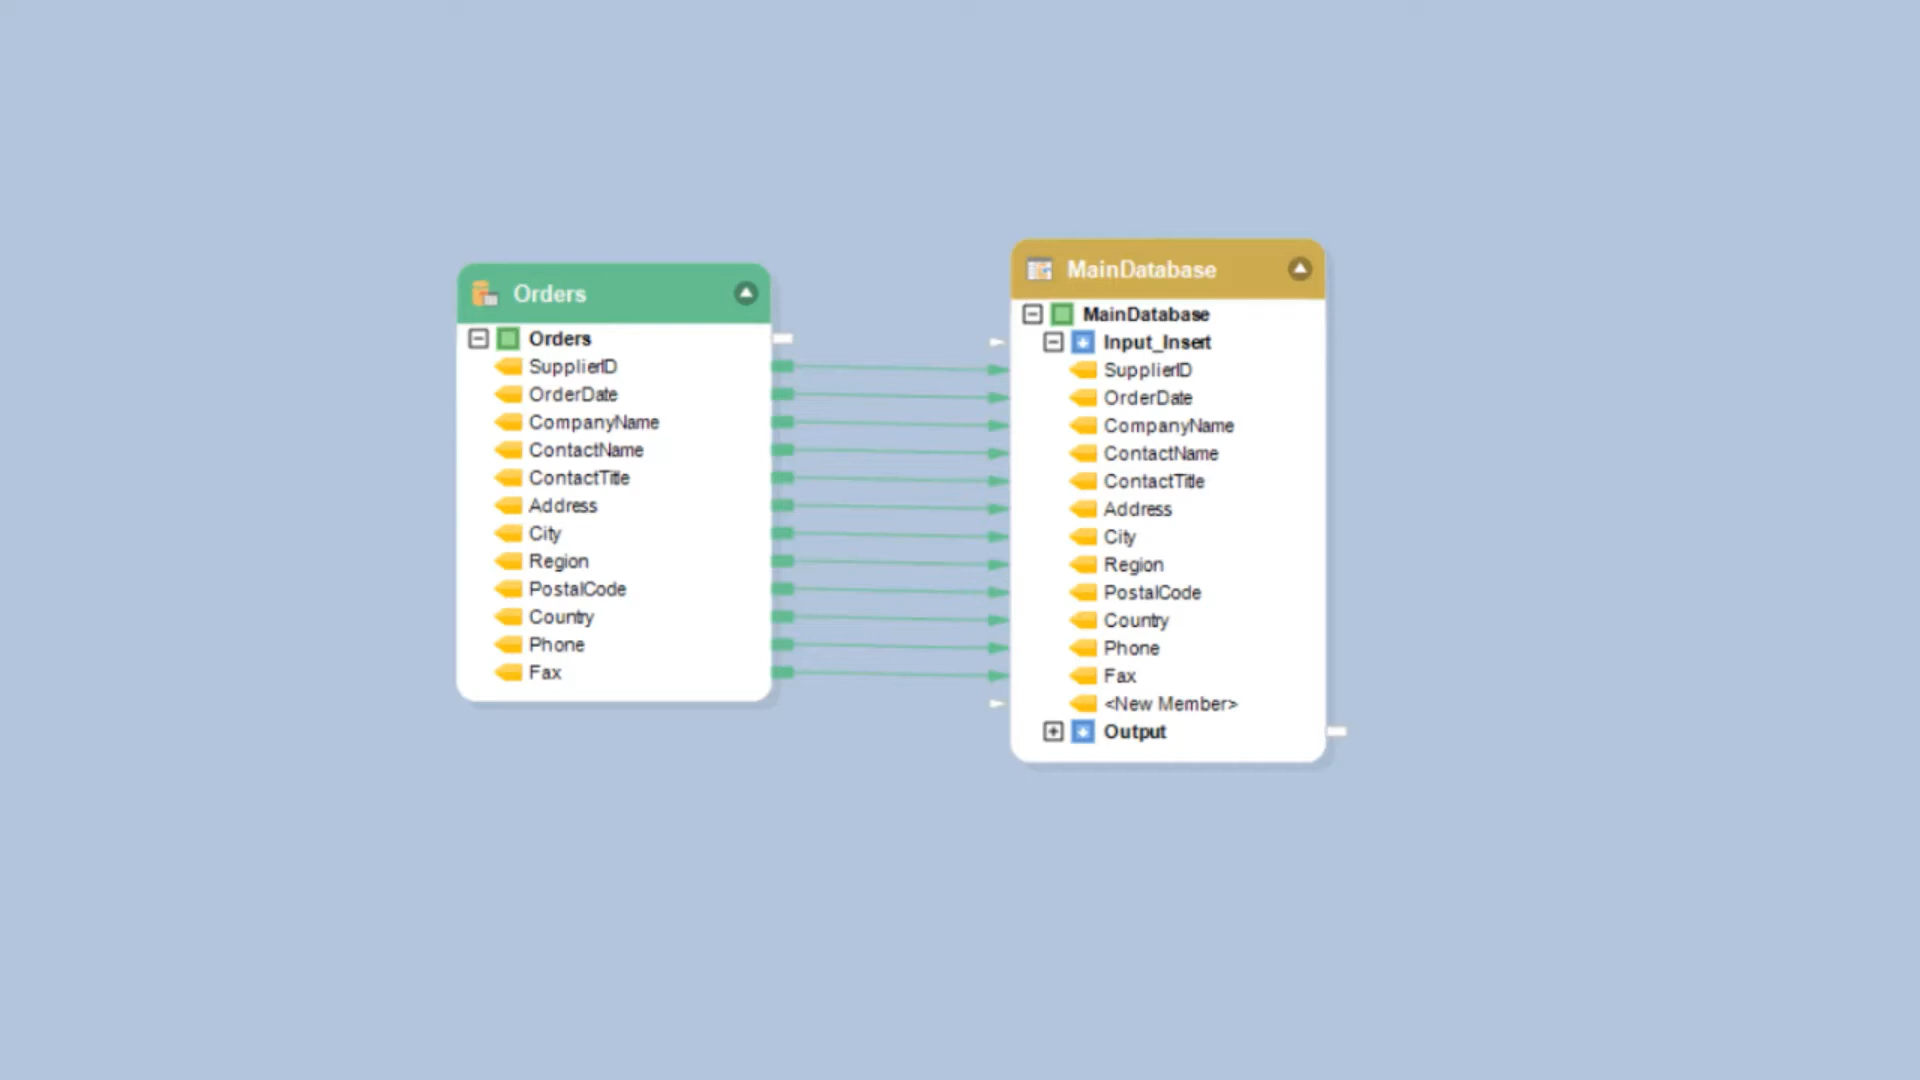 Orders
Orders
SupplierID
OrderDate
CompanyName
ContactName
ContactTitle
Address
City
Region
PostalCode
Country
Phone
Fax
MainDatabase
MainDatabase
Input_Insert
SupplierID
OrderDate
CompanyName
ContactName
ContactTitle
Address
City
Region
PostalCode
Country
Phone
Fax
<New Member>
Output